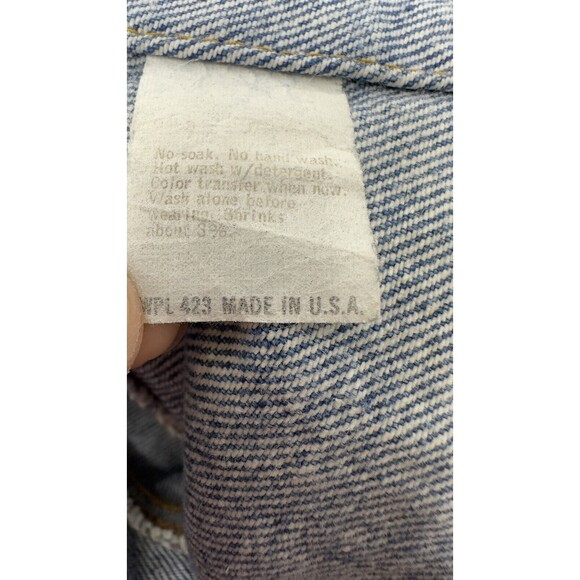 No soak. No hand wash.
Hot wash w/detergent.
Color transfer when new.
Wash alone before
wearing. Shrinks
about 3%.
WPL 423 MADE IN U.S.A.